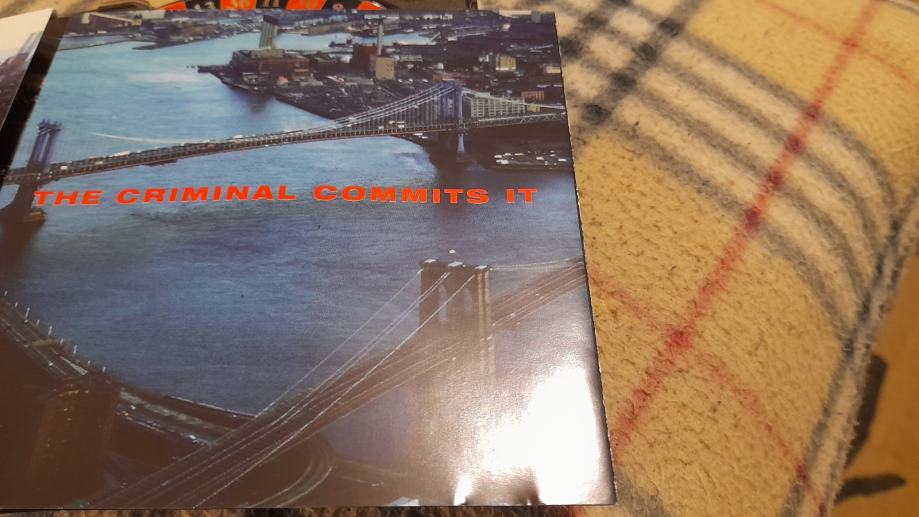 THE CRIMINAL COMMITS IT